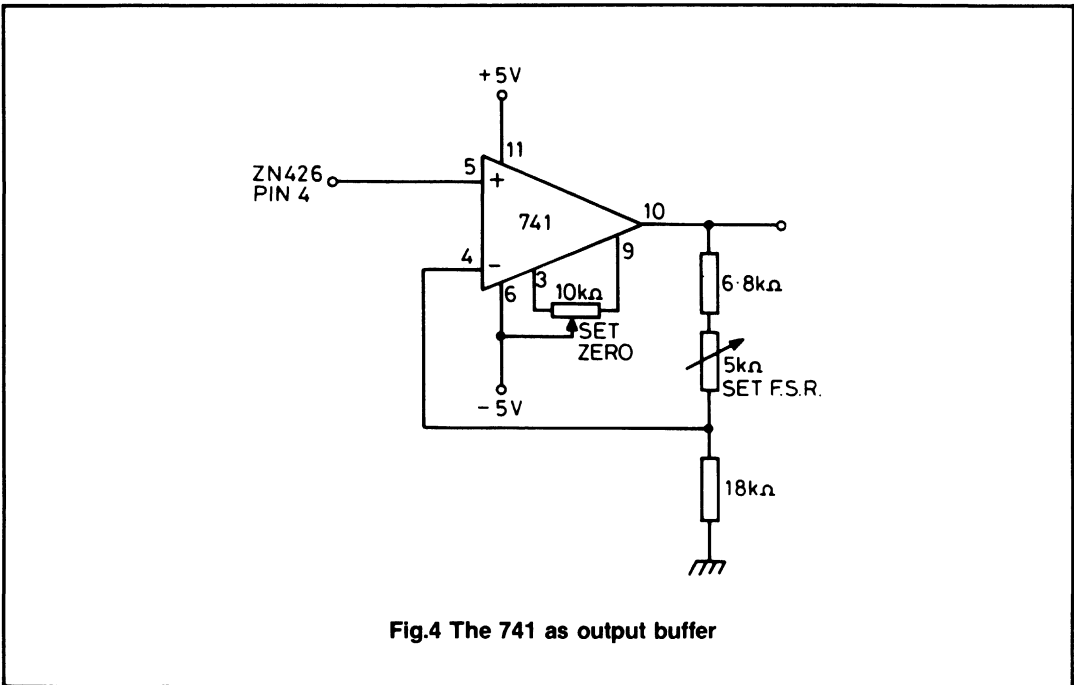 +5V
11
ZN426
PIN 4
5
+
741
10
9
4
-
3
6
10kΩ
SET
ZERO
6·8kΩ
5kΩ
SET F.S.R.
-5V
18kΩ
Fig.4 The 741 as output buffer